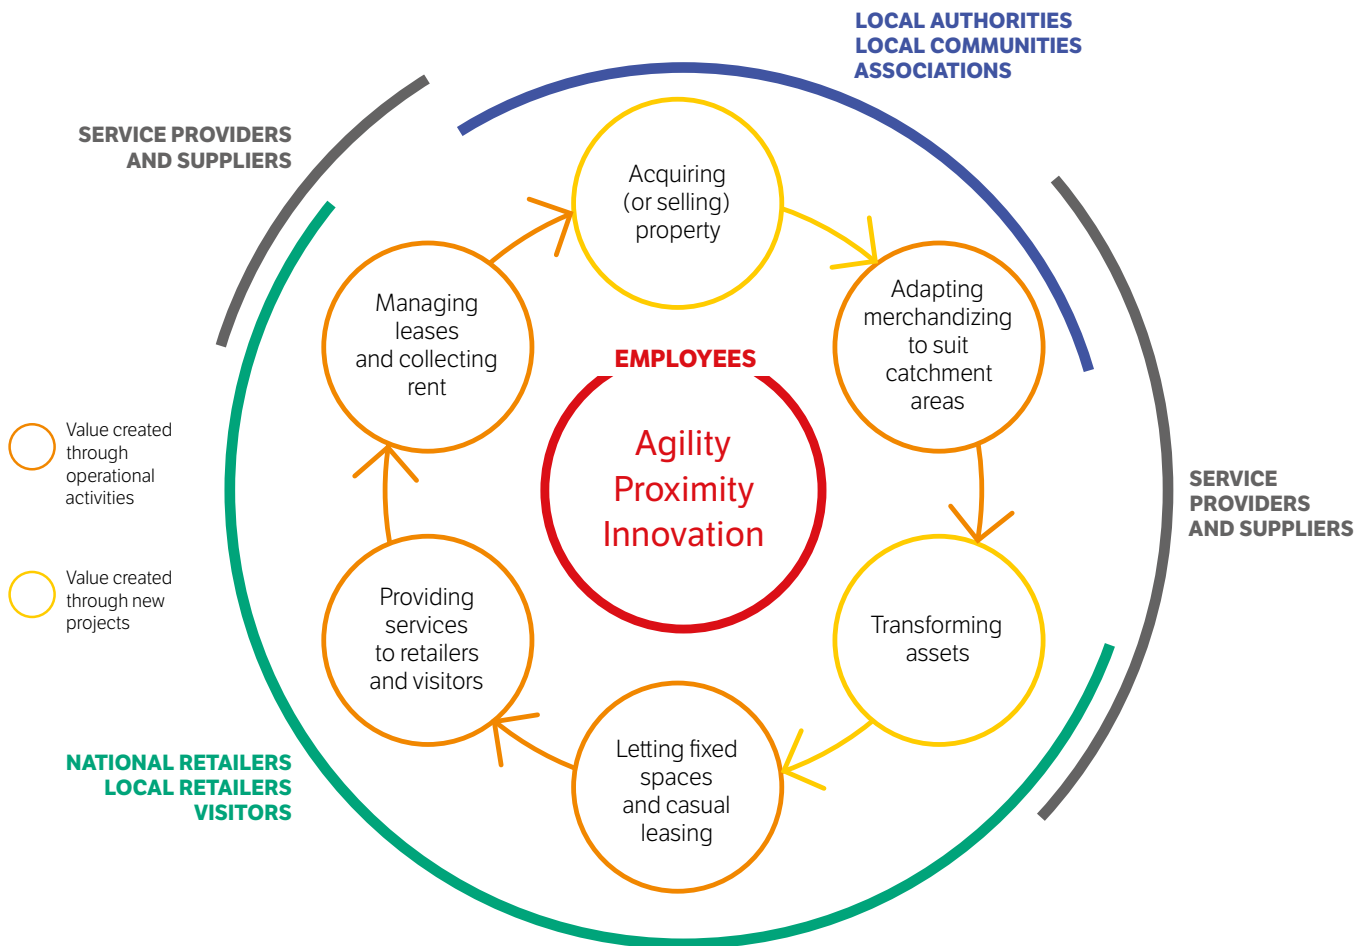 LOCAL AUTHORITIES
LOCAL COMMUNITIES
ASSOCIATIONS
SERVICE PROVIDERS
AND SUPPLIERS
Acquiring
(or selling)
property
Managing
leases
and collecting
rent
Adapting
merchandizing
to suit
catchment
areas
EMPLOYEES
Agility
Proximity
Innovation
Value created
through
operational
activities
SERVICE
PROVIDERS
AND SUPPLIERS
Value created
through new
projects
Providing
services
to retailers
and visitors
Transforming
assets
Letting fixed
spaces
and casual
leasing
NATIONAL RETAILERS
LOCAL RETAILERS
VISITORS